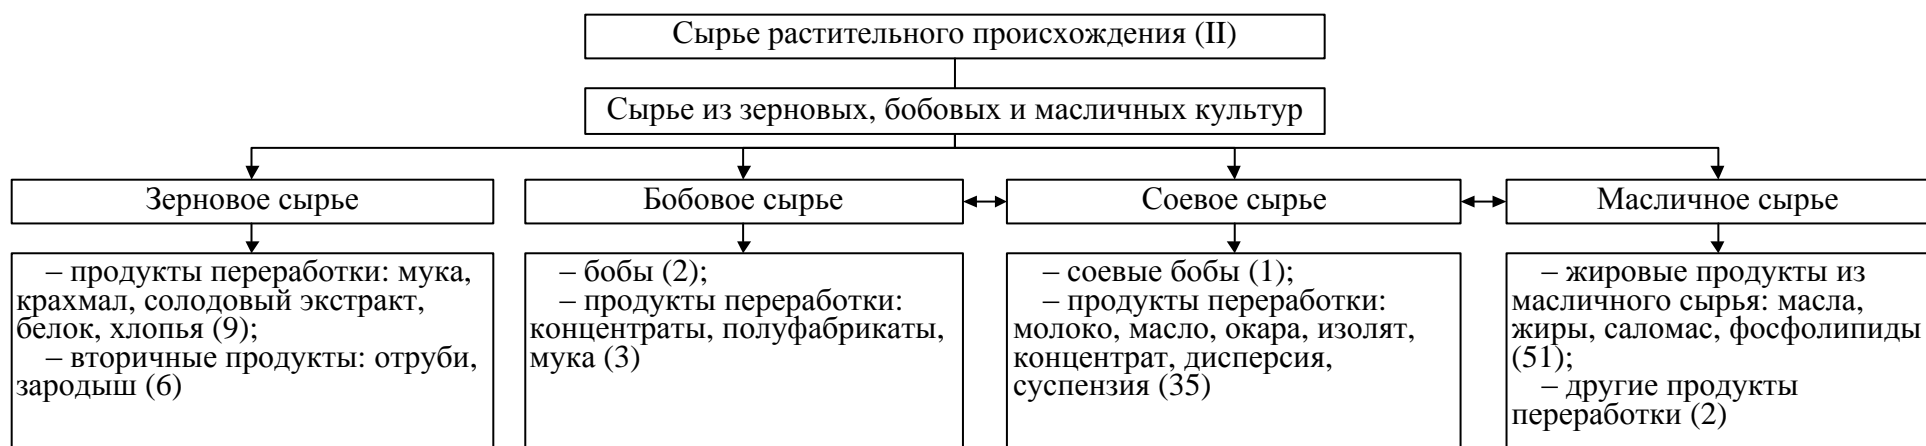 Сырье растительного происхождения (II)
Сырье из зерновых, бобовых и масличных культур
Зерновое сырье
Бобовое сырье
Соевое сырье
Масличное сырье
– продукты переработки: мука,
крахмал, солодовый экстракт,
белок, хлопья (9);
– вторичные продукты: отруби,
зародыш (6)
– бобы (2);
– продукты переработки:
концентраты, полуфабрикаты,
мука (3)
– соевые бобы (1);
– продукты переработки:
молоко, масло, окара, изолят,
концентрат, дисперсия,
суспензия (35)
– жировые продукты из
масличного сырья: масла,
жиры, саломас, фосфолипиды
(51);
– другие продукты
переработки (2)